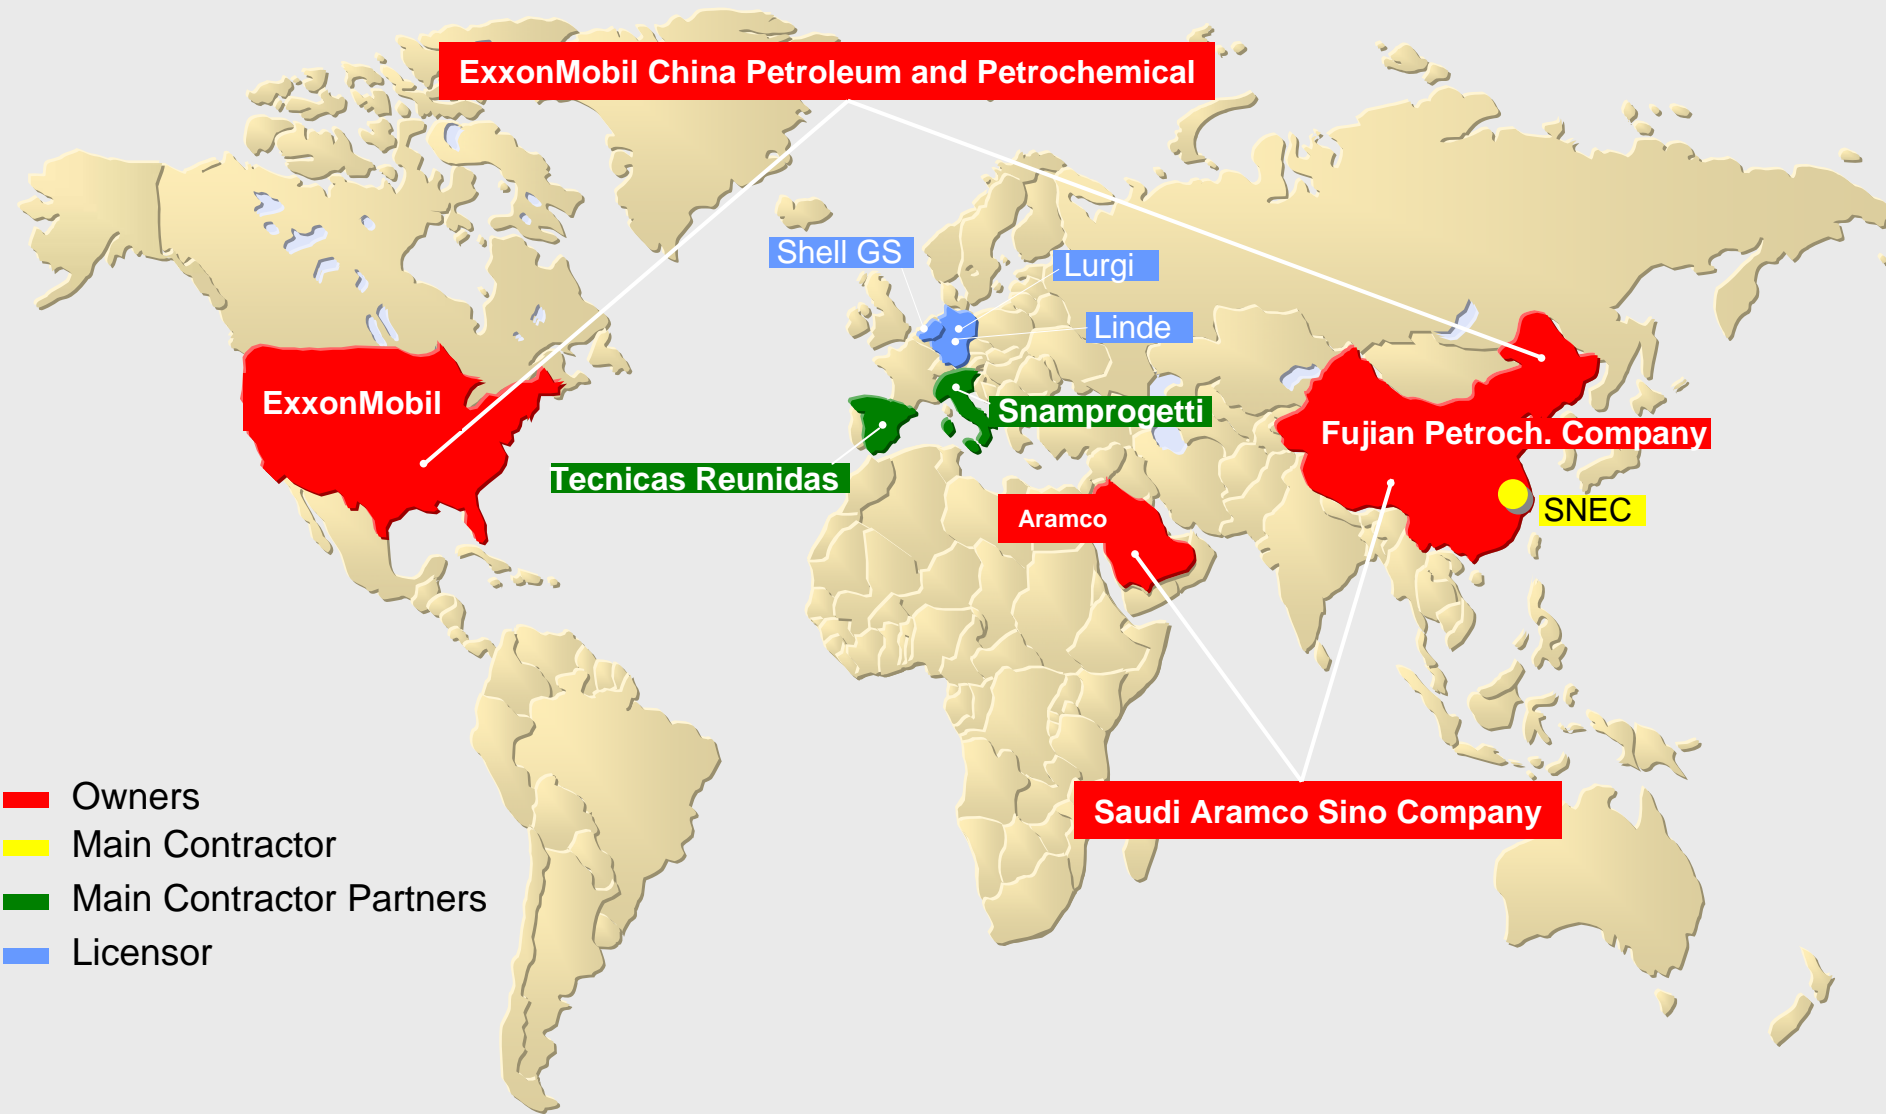 ExxonMobil China Petroleum and Petrochemical
Shell GS
Lurgi
Linde
ExxonMobil
Snamprogetti
Fujian Petroch. Company
Tecnicas Reunidas
Aramco
SNEC
Saudi Aramco Sino Company
Owners
Main Contractor
Main Contractor Partners
Licensor